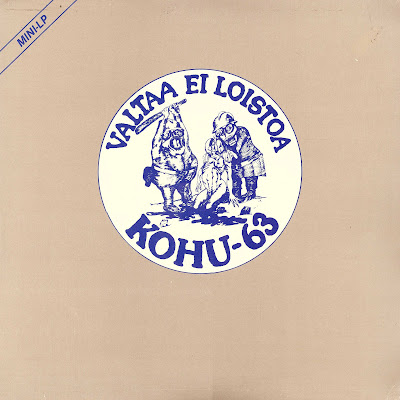 MINI-LP
VALTAA EI LOISTOA
KOHU-63